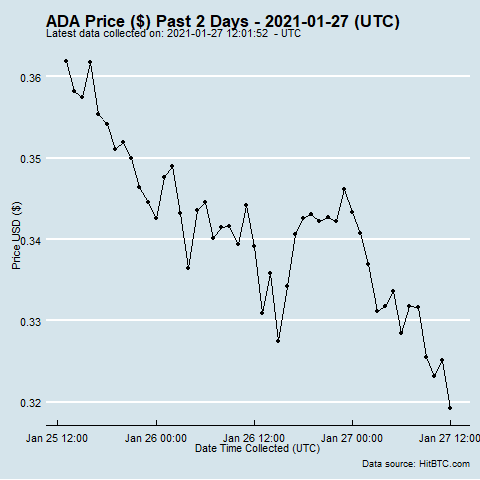 ADA Price ($) Past 2 Days - 2021-01-27 (UTC)
Latest data collected on: 2021-01-27 12:01:52  - UTC
0.36
0.35
0.34
0.33
0.32
Price USD ($)
Jan 25 12:00
Jan 26 00:00
Jan 26 12:00
Jan 27 00:00
Jan 27 12:00
Date Time Collected (UTC)
Data source: HitBTC.com